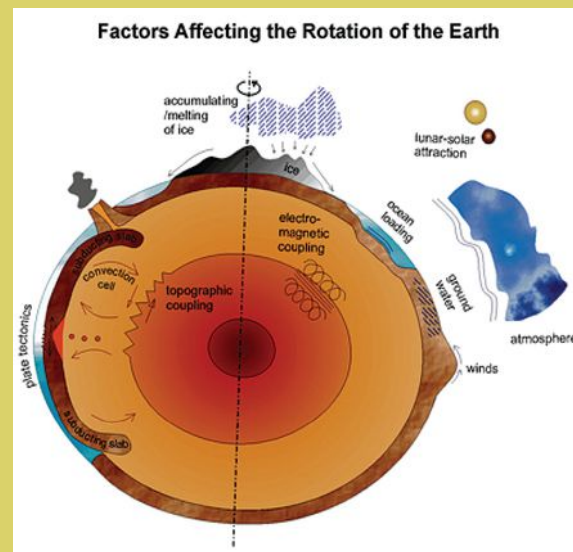 Factors Affecting the Rotation of the Earth
accumulating
/melting
of ice
lunar-solar
attraction
ice
ocean
loading
electro-
magnetic
coupling
subducting slab
convection
cell
topographic
coupling
ground
water
atmosphere
plate tectonics
winds
subducting slab